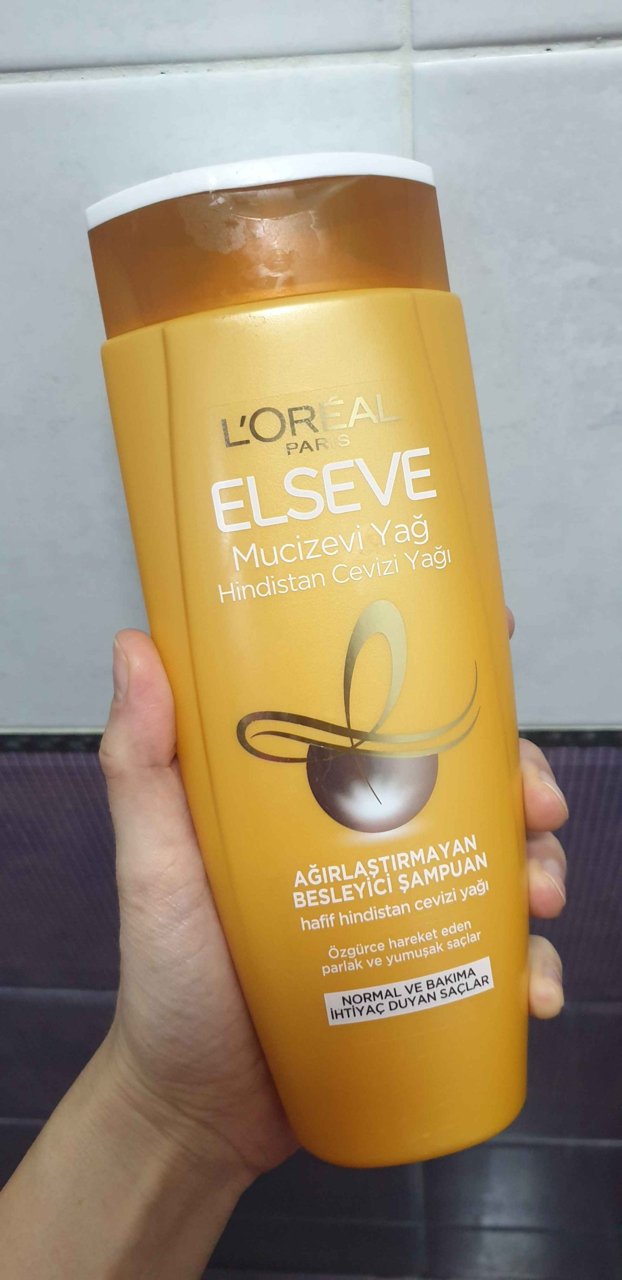 L'ORÉAL
PARIS
ELSEVE
Mucizevi Yağ
Hindistan Cevizi Yağı
AĞIRLAŞTIRMAYAN
BESLEYİCİ ŞAMPUAN
hafif hindistan cevizi yağı
Özgürce hareket eden
parlak ve yumuşak saçlar
NORMAL VE BAKIMA
İHTİYAÇ DUYAN SAÇLAR